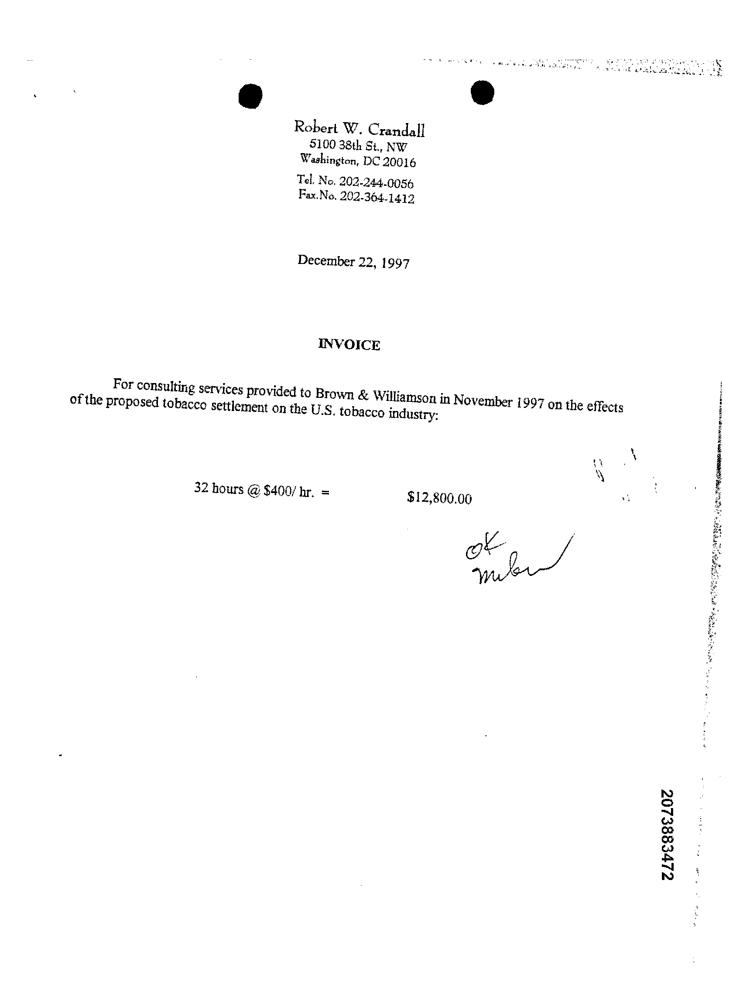 Robert W. Crandall
5100 38th St., NW
Washington, DC 20016
Tel. No. 202-244-0056
Fax.No. 202-364-1412
December 22, 1997
INVOICE
For consulting services provided to Brown & Williamson in November 1997 on the effects
of the proposed tobacco settlement on the U.S. tobacco industry:
32 hours @ $400/ hr. = $12,800.00
OK
2073883472